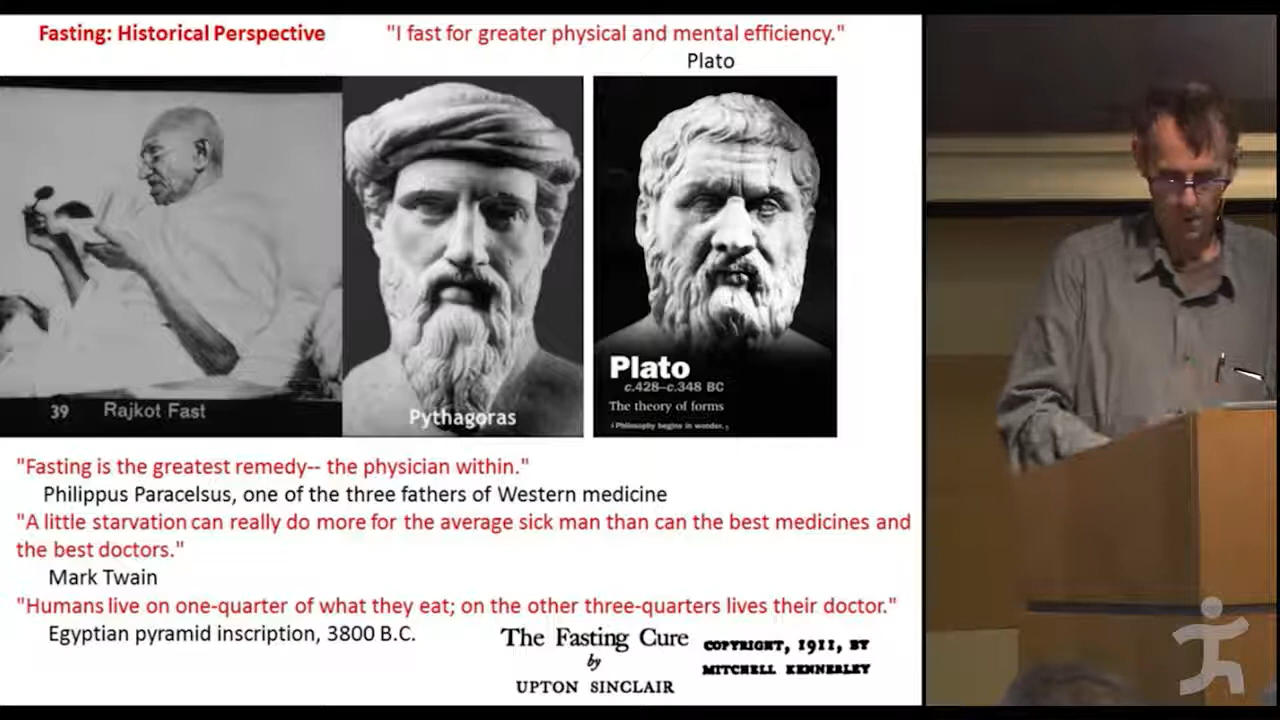 Fasting: Historical Perspective
"I fast for greater physical and mental efficiency."
Plato
39 Rajkot Fast
Pythagoras
Plato
c.428–c.348 BC
The theory of forms
Philosophy begins in wonder.
"Fasting is the greatest remedy-- the physician within."
Philippus Paracelsus, one of the three fathers of Western medicine
"A little starvation can really do more for the average sick man than can the best medicines and
the best doctors."
Mark Twain
"Humans live on one-quarter of what they eat; on the other three-quarters lives their doctor."
Egyptian pyramid inscription, 3800 B.C.
The Fasting Cure
by
UPTON SINCLAIR
COPYRIGHT, 1911, BY
MITCHELL KENNERLEY